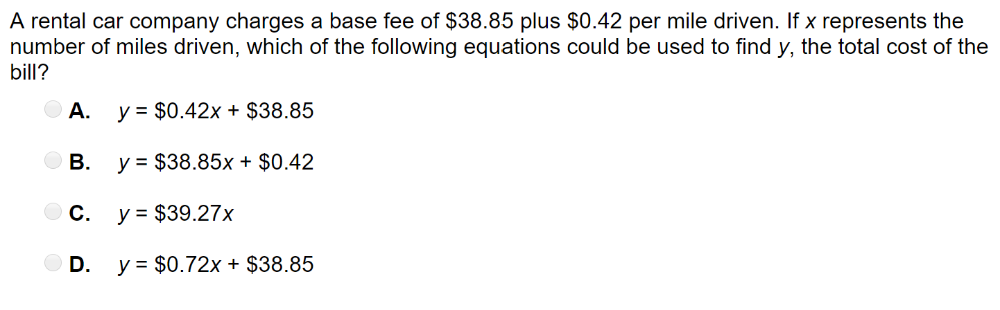 A rental car company charges a base fee of $38.85 plus $0.42 per mile driven. If x represents the
number of miles driven, which of the following equations could be used to find y, the total cost of the
bill?
A. y = $0.42x + $38.85
B. y = $38.85x + $0.42
C. y = $39.27x
D. y = $0.72x + $38.85